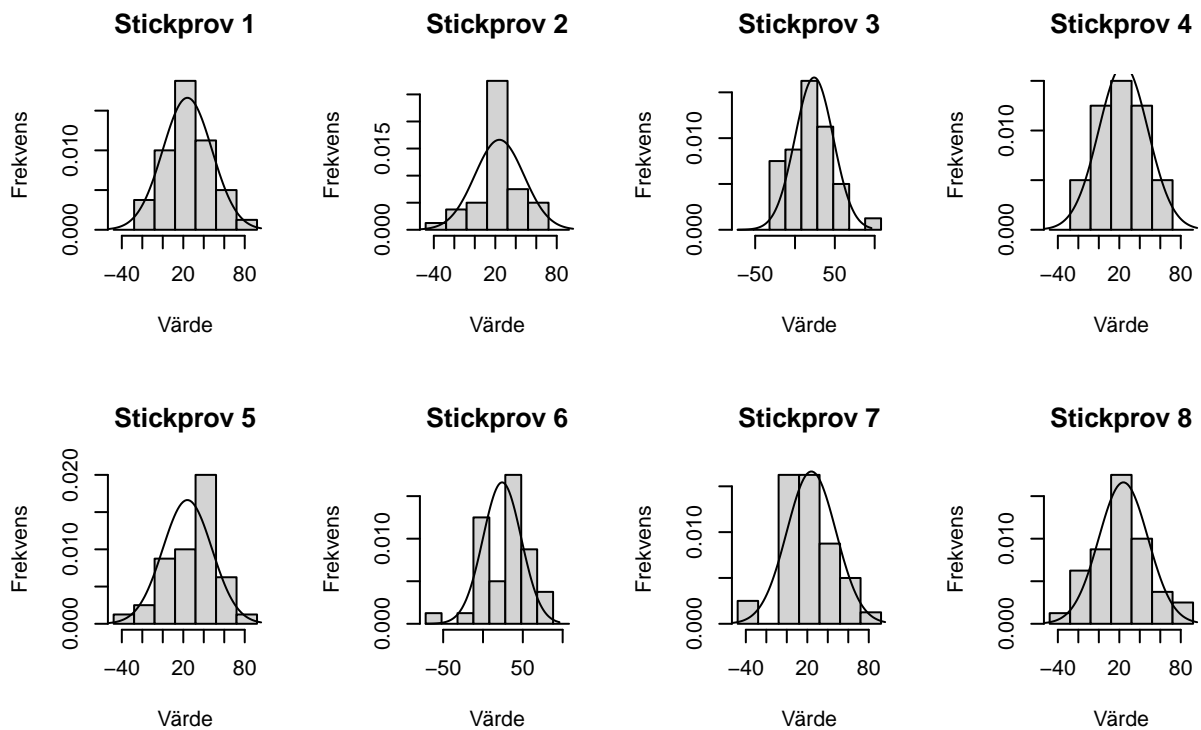 Stickprov 1
Frekvens
0.000 0.010
−40 20 80
Värde
Stickprov 2
Frekvens
0.000 0.015
−40 20 80
Värde
Stickprov 3
Frekvens
0.000 0.010
−50 50
Värde
Stickprov 4
Frekvens
0.000 0.010
−40 20 80
Värde
Stickprov 5
Frekvens
0.000 0.010 0.020
−40 20 80
Värde
Stickprov 6
Frekvens
0.000 0.010
−50 50
Värde
Stickprov 7
Frekvens
0.000 0.010
−40 20 80
Värde
Stickprov 8
Frekvens
0.000 0.010
−40 20 80
Värde